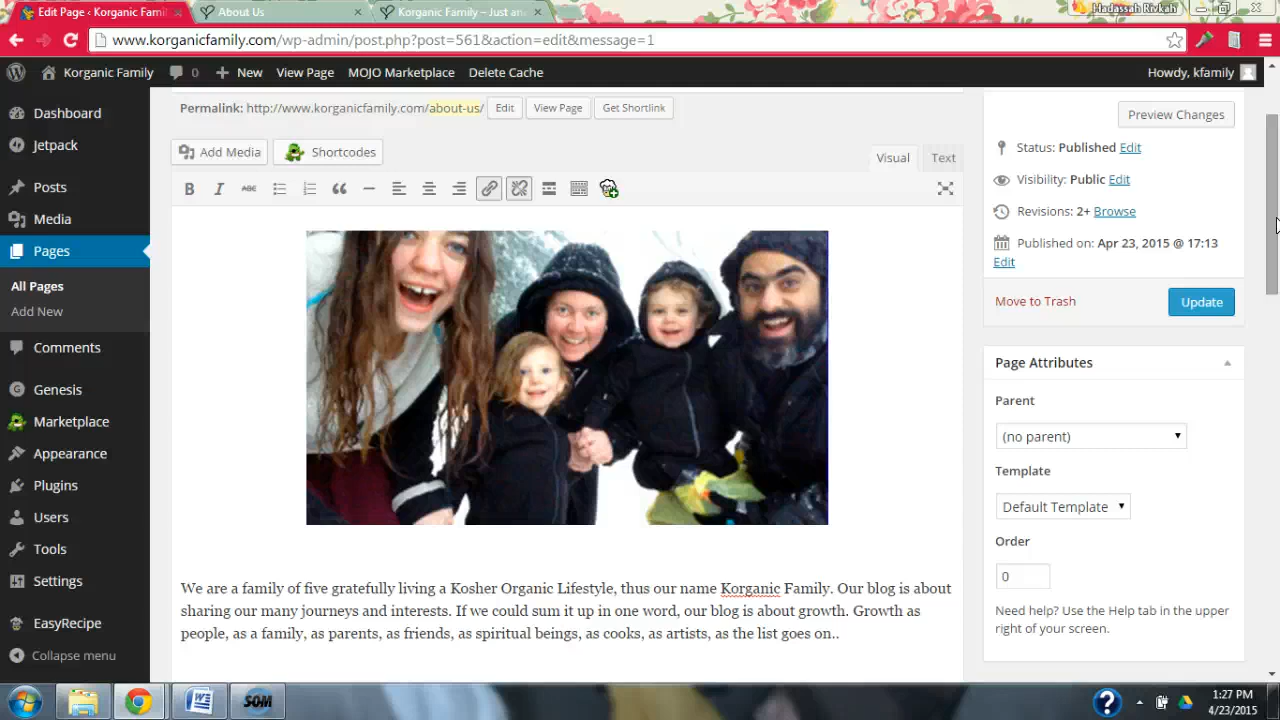 Edit Page ‹ Korganic Famil
About Us
Korganic Family – Just an
Hadassah Rivkah
www.korganicfamily.com/wp-admin/post.php?post=561&action=edit&message=1
Korganic Family
0
New
View Page
MOJO Marketplace
Delete Cache
Howdy, kfamily
Dashboard
Jetpack
Posts
Media
Pages
All Pages
Add New
Comments
Genesis
Marketplace
Appearance
Plugins
Users
Tools
Settings
EasyRecipe
Collapse menu
Permalink: http://www.korganicfamily.com/about-us/ Edit View Page Get Shortlink
Add Media
Shortcodes
Visual
Text
B I ABC
We are a family of five gratefully living a Kosher Organic Lifestyle, thus our name Korganic Family. Our blog is about
sharing our many journeys and interests. If we could sum it up in one word, our blog is about growth. Growth as
people, as a family, as parents, as friends, as spiritual beings, as cooks, as artists, as the list goes on..
Preview Changes
Status: Published Edit
Visibility: Public Edit
Revisions: 2+ Browse
Published on: Apr 23, 2015 @ 17:13
Edit
Move to Trash
Update
Page Attributes
Parent
(no parent)
Template
Default Template
Order
0
Need help? Use the Help tab in the upper
right of your screen.
W
SOM
?
1:27 PM
4/23/2015